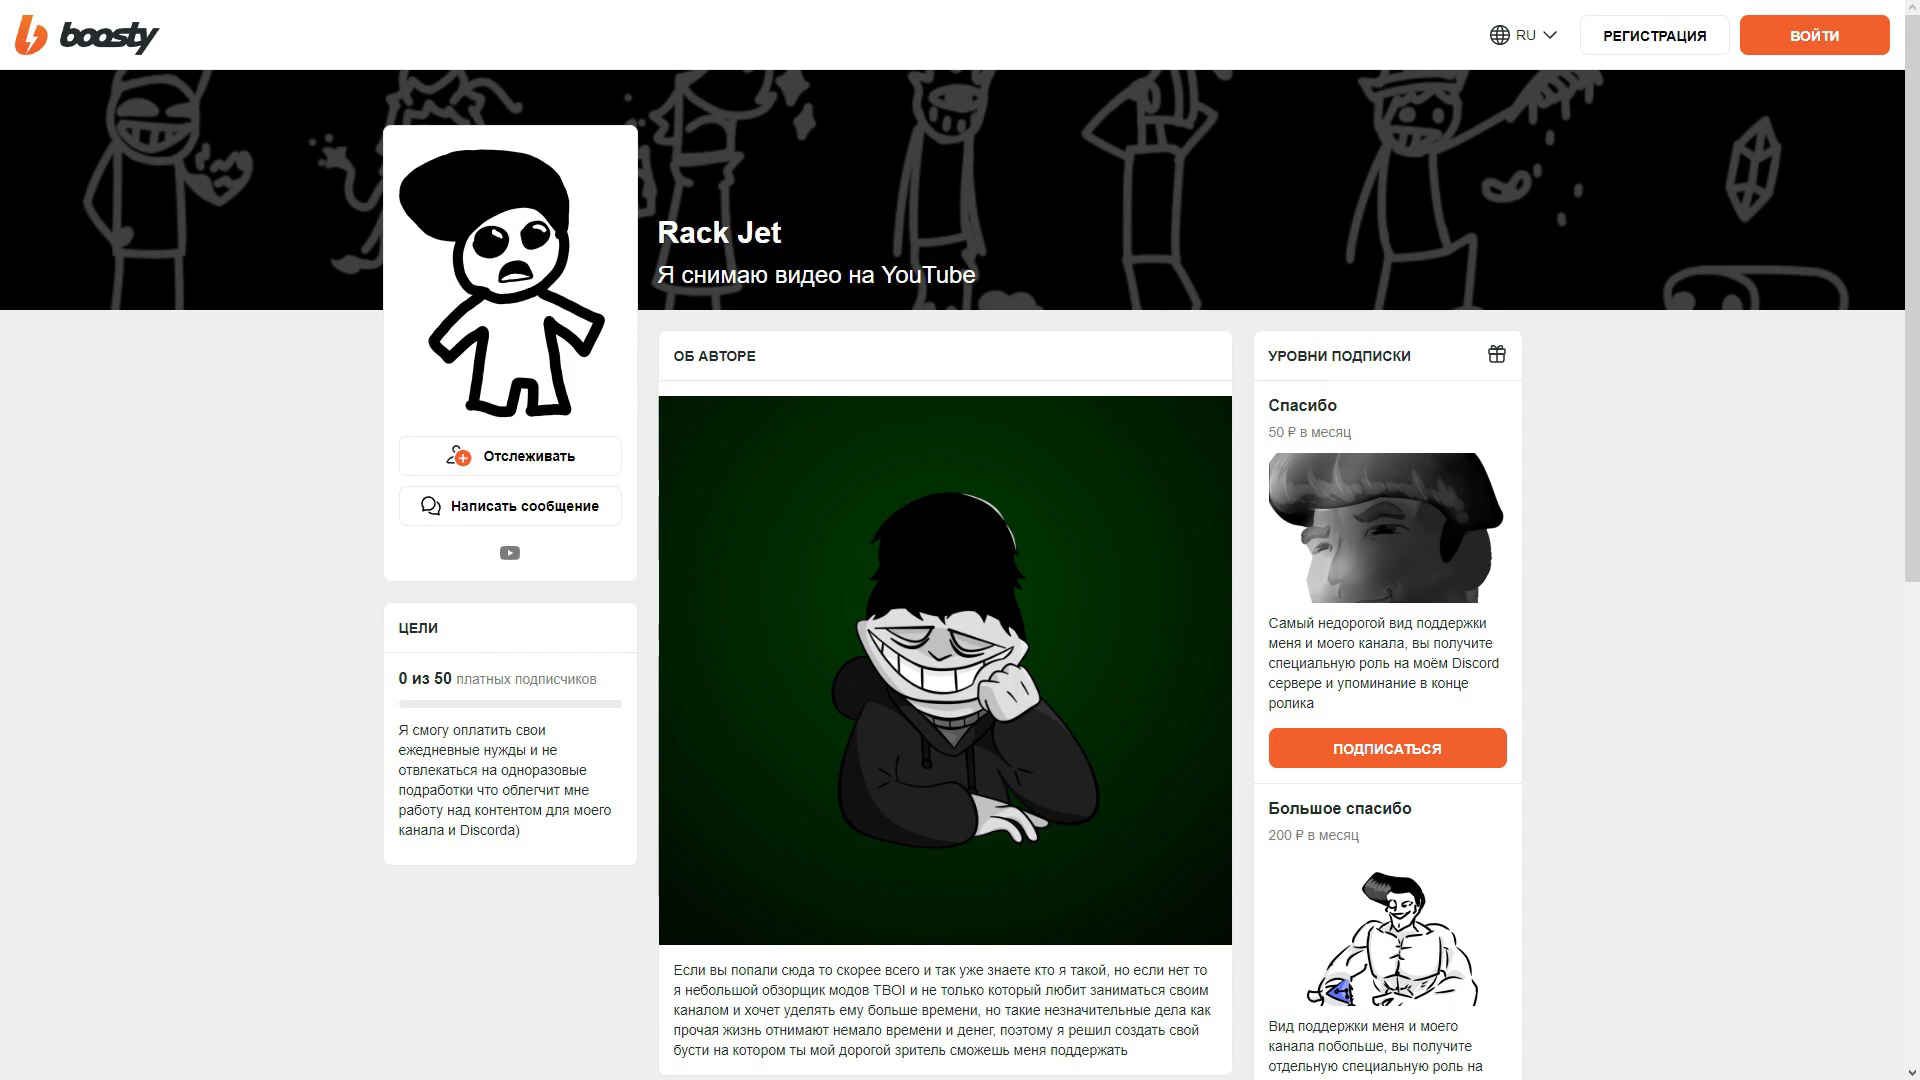 boosty
RU
РЕГИСТРАЦИЯ
ВОЙТИ
Rack Jet
Я снимаю видео на YouTube
Отслеживать
Написать сообщение
ЦЕЛИ
0 из 50 платных подписчиков
Я смогу оплатить свои
ежедневные нужды и не
отвлекаться на одноразовые
подработки что облегчит мне
работу над контентом для моего
канала и Discorda)
ОБ АВТОРЕ
Если вы попали сюда то скорее всего и так уже знаете кто я такой, но если нет то
я небольшой обзорщик модов TBOI и не только который любит заниматься своим
каналом и хочет уделять ему больше времени, но такие незначительные дела как
прочая жизнь отнимают немало времени и денег, поэтому я решил создать свой
бусти на котором ты мой дорогой зритель сможешь меня поддержать
УРОВНИ ПОДПИСКИ
Спасибо
50 ₽ в месяц
Самый недорогой вид поддержки
меня и моего канала, вы получите
специальную роль на моём Discord
сервере и упоминание в конце
ролика
ПОДПИСАТЬСЯ
Большое спасибо
200 ₽ в месяц
Вид поддержки меня и моего
канала побольше, вы получите
отдельную специальную роль на